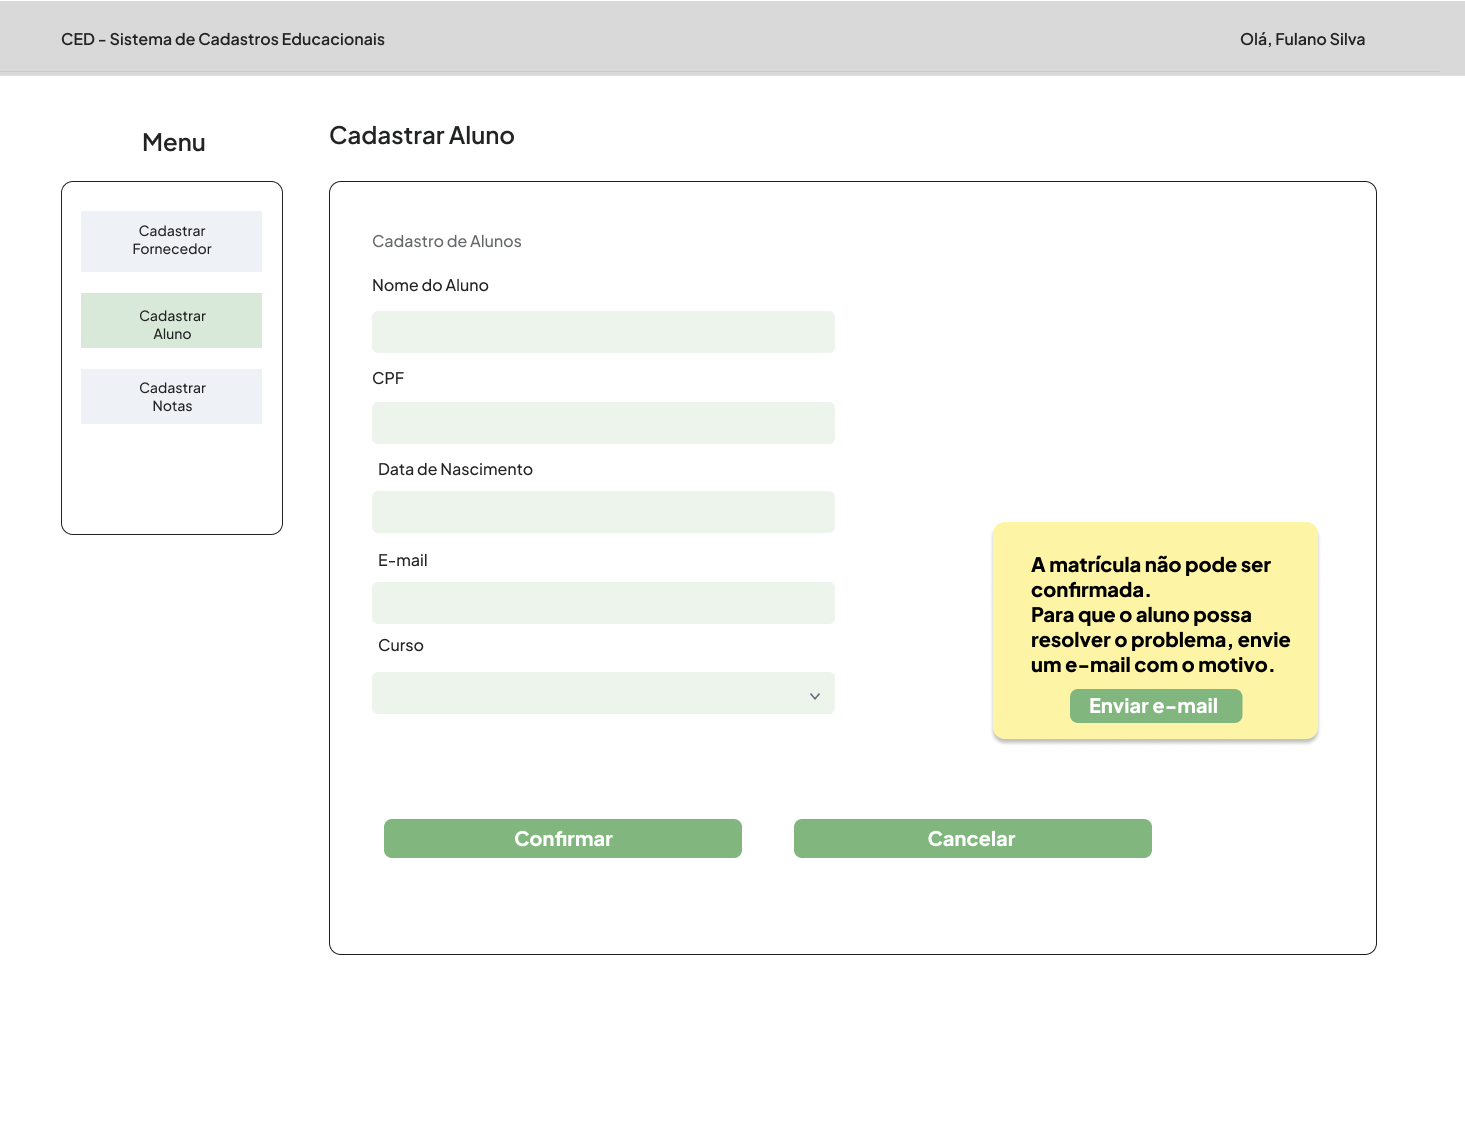 CED - Sistema de Cadastros Educacionais
Olá, Fulano Silva
Menu
Cadastrar
Fornecedor
Cadastrar
Aluno
Cadastrar
Notas
Cadastrar Aluno
Cadastro de Alunos
Nome do Aluno
CPF
Data de Nascimento
E-mail
Curso
A matrícula não pode ser
confirmada.
Para que o aluno possa
resolver o problema, envie
um e-mail com o motivo.
Enviar e-mail
Confirmar
Cancelar